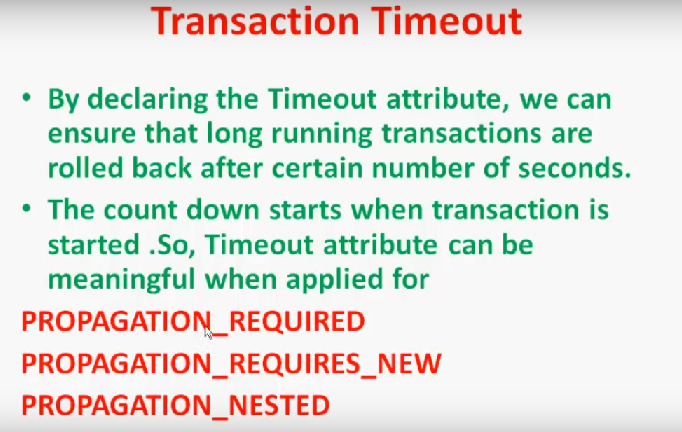 Transaction Timeout
• By declaring the Timeout attribute, we can
ensure that long running transactions are
rolled back after certain number of seconds.
• The count down starts when transaction is
started .So, Timeout attribute can be
meaningful when applied for
PROPAGATION_REQUIRED
PROPAGATION_REQUIRES_NEW
PROPAGATION_NESTED